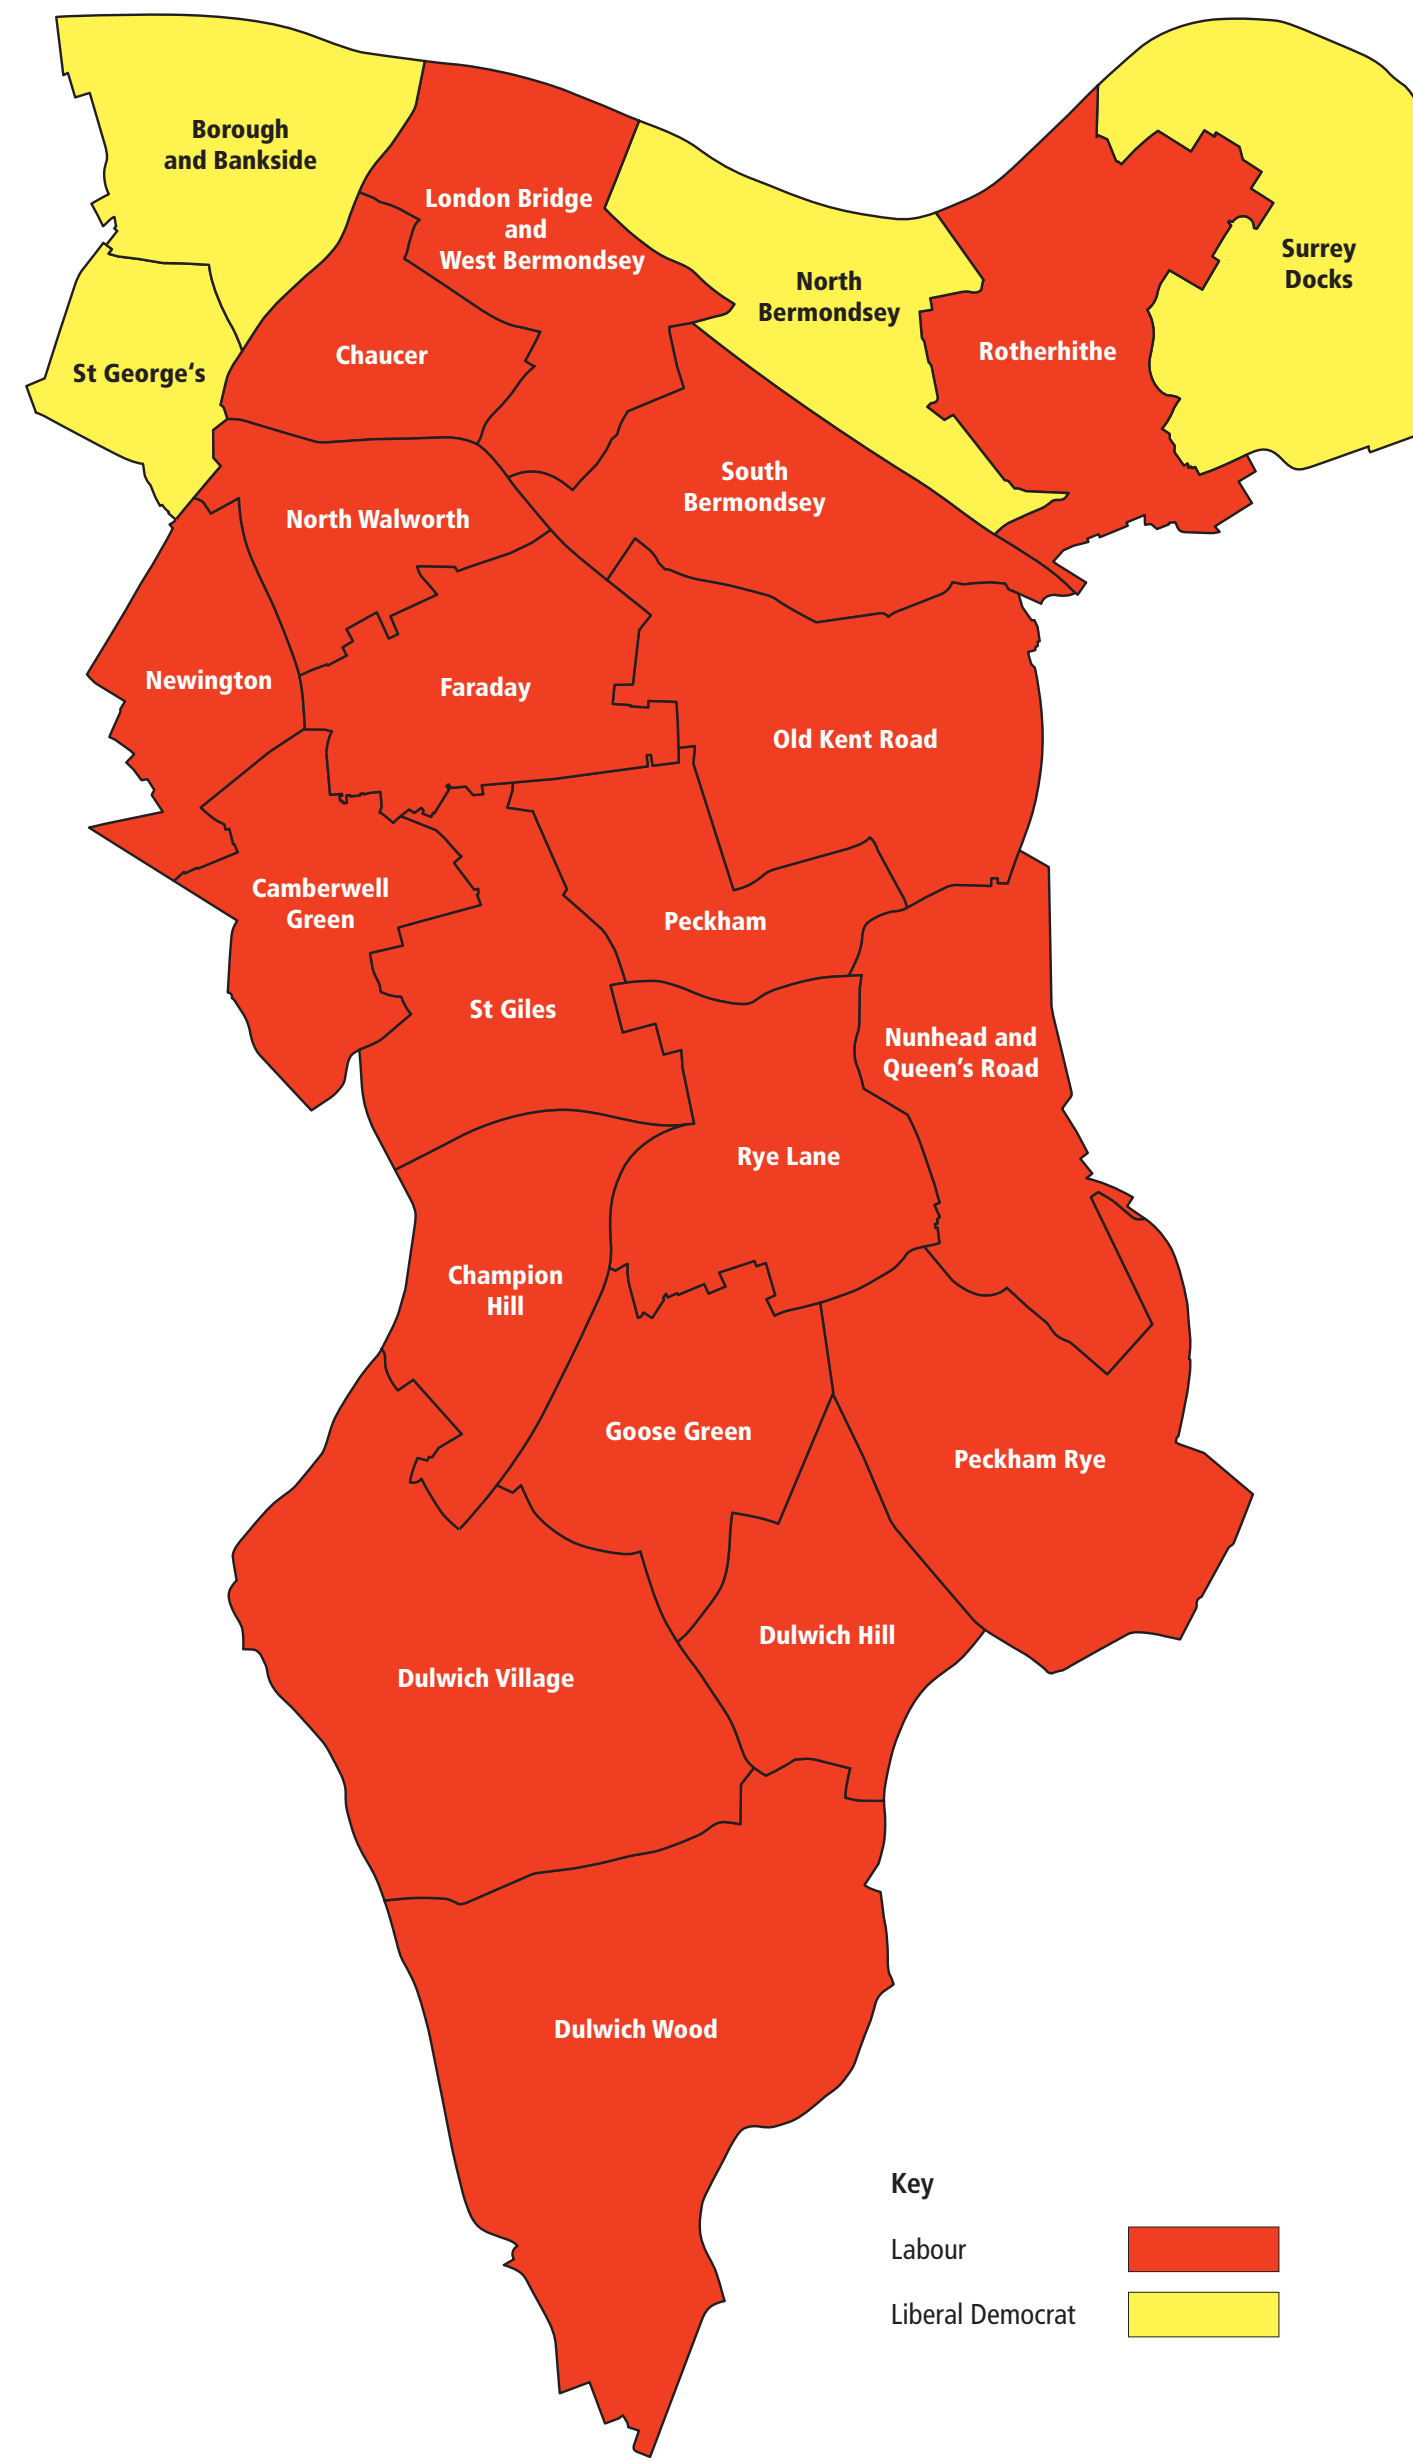 Borough
and Bankside
London Bridge
and
West Bermondsey
North
Bermondsey
Surrey
Docks
Rotherhithe
Chaucer
St George‘s
South
Bermondsey
North Walworth
Newington
Faraday
Old Kent Road
Camberwell
Green
Peckham
St Giles
Nunhead and
Queen’s Road
Rye Lane
Champion
Hill
Goose Green
Peckham Rye
Dulwich Hill
Dulwich Village
Dulwich Wood
Key
Labour
Liberal Democrat